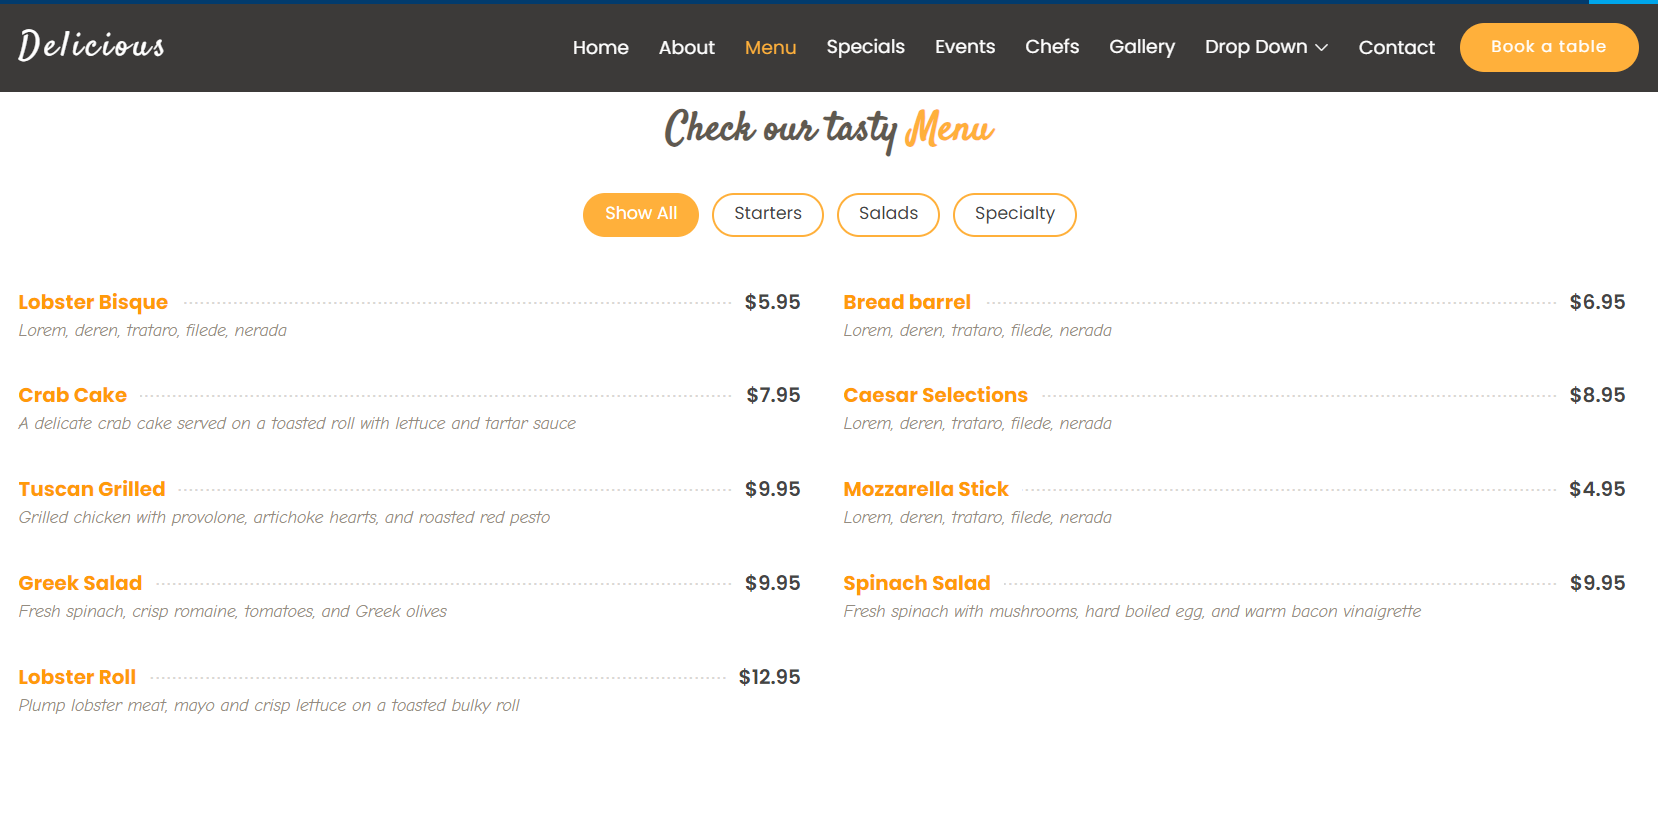 Delicious
Home About Menu Specials Events Chefs Gallery Drop Down Contact Book a table
Check our tasty Menu
Show All Starters Salads Specialty
Lobster Bisque $5.95
Lorem, deren, trataro, filede, nerada
Bread barrel $6.95
Lorem, deren, trataro, filede, nerada
Crab Cake $7.95
A delicate crab cake served on a toasted roll with lettuce and tartar sauce
Caesar Selections $8.95
Lorem, deren, trataro, filede, nerada
Tuscan Grilled $9.95
Grilled chicken with provolone, artichoke hearts, and roasted red pesto
Mozzarella Stick $4.95
Lorem, deren, trataro, filede, nerada
Greek Salad $9.95
Fresh spinach, crisp romaine, tomatoes, and Greek olives
Spinach Salad $9.95
Fresh spinach with mushrooms, hard boiled egg, and warm bacon vinaigrette
Lobster Roll $12.95
Plump lobster meat, mayo and crisp lettuce on a toasted bulky roll